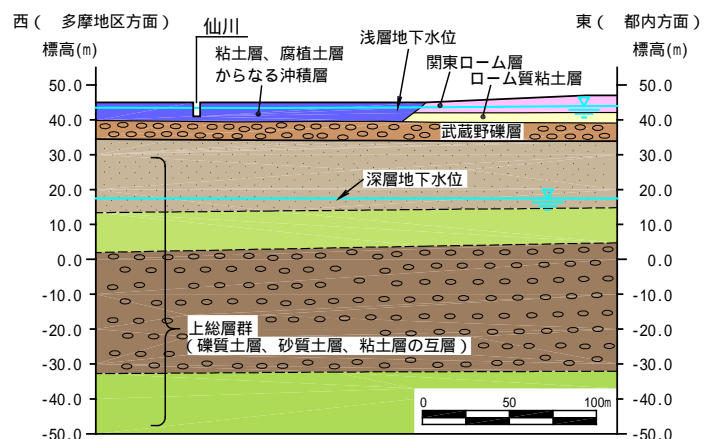 西（　多摩地区方面）
東（　都内方面）
標高(m)
標高(m)
仙川
粘土層、腐植土層
からなる沖積層
浅層地下水位
関東ローム層
ローム質粘土層
武蔵野礫層
深層地下水位
上総層群
（礫質土層、砂質土層、粘土層の互層）
50.0
40.0
30.0
20.0
10.0
0.0
-10.0
-20.0
-30.0
-40.0
-50.0
50.0
40.0
30.0
20.0
10.0
0.0
-10.0
-20.0
-30.0
-40.0
-50.0
0 50 100m